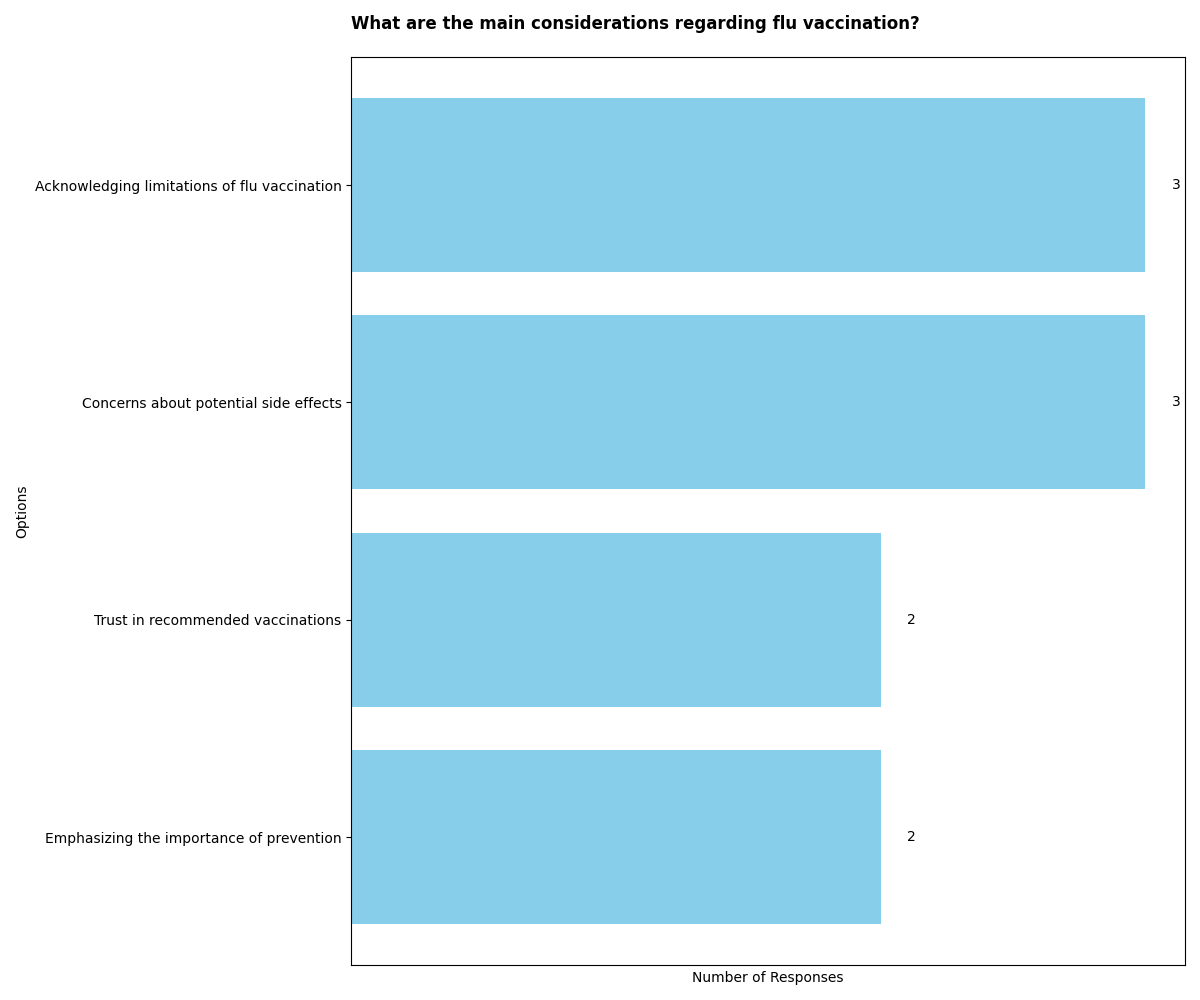 What are the main considerations regarding flu vaccination?
Acknowledging limitations of flu vaccination
3
Concerns about potential side effects
3
Options
Trust in recommended vaccinations
2
Emphasizing the importance of prevention
2
Number of Responses